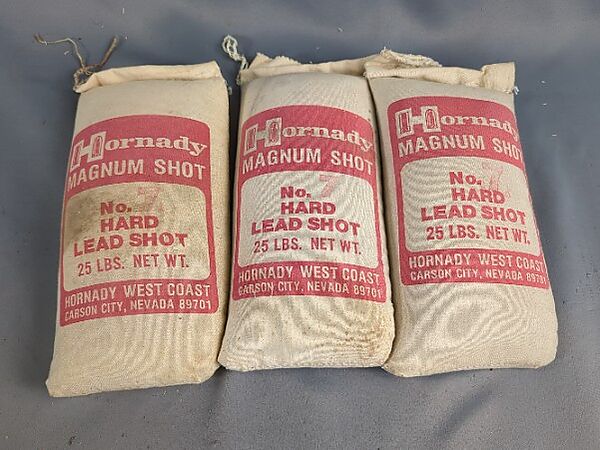 Hornady
MAGNUM SHOT
No. 7
HARD
LEAD SHOT
25 LBS. NET WT.
HORNADY WEST COAST
CARSON CITY, NEVADA 89701
Hornady
MAGNUM SHOT
No. 7
HARD
LEAD SHOT
25 LBS. NET WT.
HORNADY WEST COAST
CARSON CITY, NEVADA 89701
Hornady
MAGNUM SHOT
No.
HARD
LEAD SHOT
25 LBS. NET WT.
HORNADY WEST COAST
CARSON CITY, NEVADA 89701